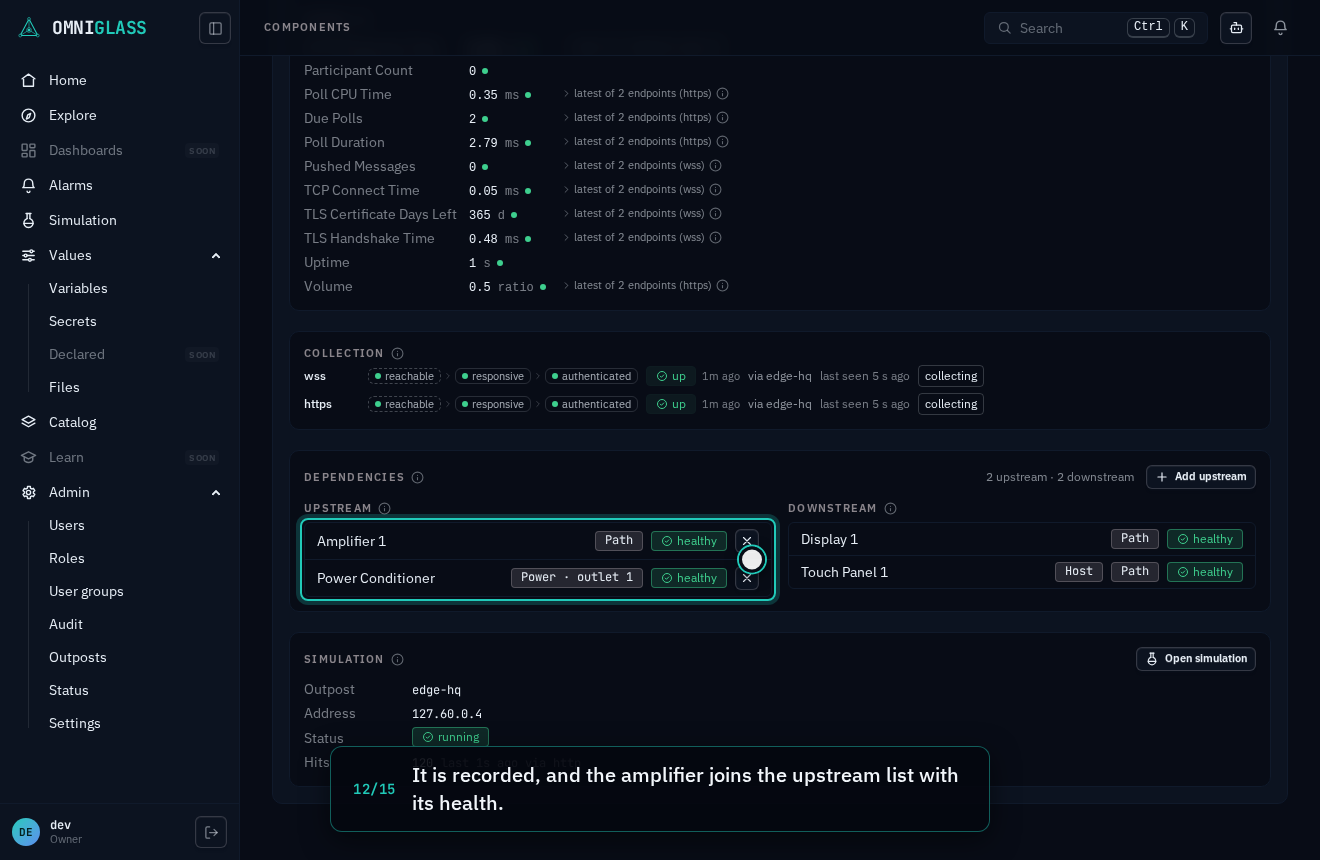 OMNIGLASS
COMPONENTS
Search
Ctrl K
Home
Explore
Dashboards SOON
Alarms
Simulation
Values
Variables
Secrets
Declared SOON
Files
Catalog
Learn SOON
Admin
Users
Roles
User groups
Audit
Outposts
Status
Settings
DE
dev
Owner
Participant Count 0
Poll CPU Time 0.35 ms latest of 2 endpoints (https)
Due Polls 2 latest of 2 endpoints (https)
Poll Duration 2.79 ms latest of 2 endpoints (https)
Pushed Messages 0 latest of 2 endpoints (wss)
TCP Connect Time 0.05 ms latest of 2 endpoints (wss)
TLS Certificate Days Left 365 d latest of 2 endpoints (wss)
TLS Handshake Time 0.48 ms latest of 2 endpoints (wss)
Uptime 1 s
Volume 0.5 ratio latest of 2 endpoints (https)
COLLECTION
wss reachable responsive authenticated up 1m ago via edge-hq last seen 5 s ago collecting
https reachable responsive authenticated up 1m ago via edge-hq last seen 5 s ago collecting
DEPENDENCIES
2 upstream · 2 downstream
Add upstream
UPSTREAM
Amplifier 1 Path healthy
Power Conditioner Power · outlet 1 healthy
DOWNSTREAM
Display 1 Path healthy
Touch Panel 1 Host Path healthy
SIMULATION
Open simulation
Outpost edge-hq
Address 127.60.0.4
Status running
Hits
12/15
It is recorded, and the amplifier joins the upstream list with
its health.